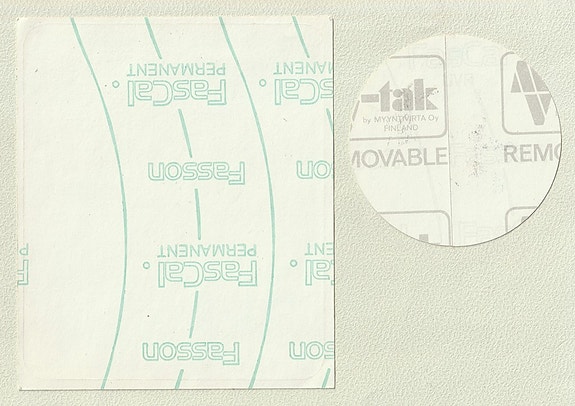 Fasson
FasCal.
PERMANENT
Fasson
FasCal.
PERMANENT
-tak
by MYYNTIVIRTA Oy
FINLAND
MOVABLE REMO